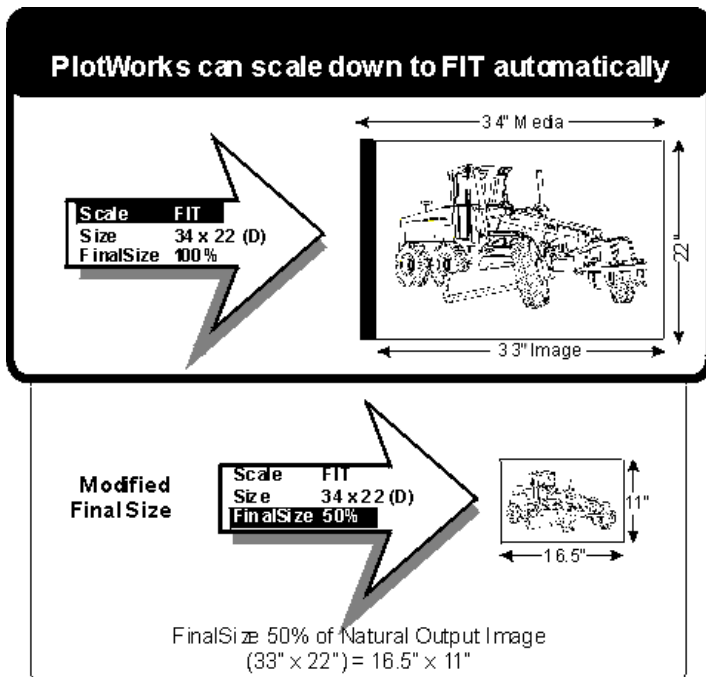 PlotWorks can scale down to FIT automatically
34" Media
Scale FIT
Size 34 x 22 (D)
FinalSize 100%
22"
33" Image
Modified
FinalSize
Scale FIT
Size 34 x 22 (D)
FinalSize 50%
11"
16.5"
FinalSize 50% of Natural Output Image
(33" x 22") = 16.5" x 11"